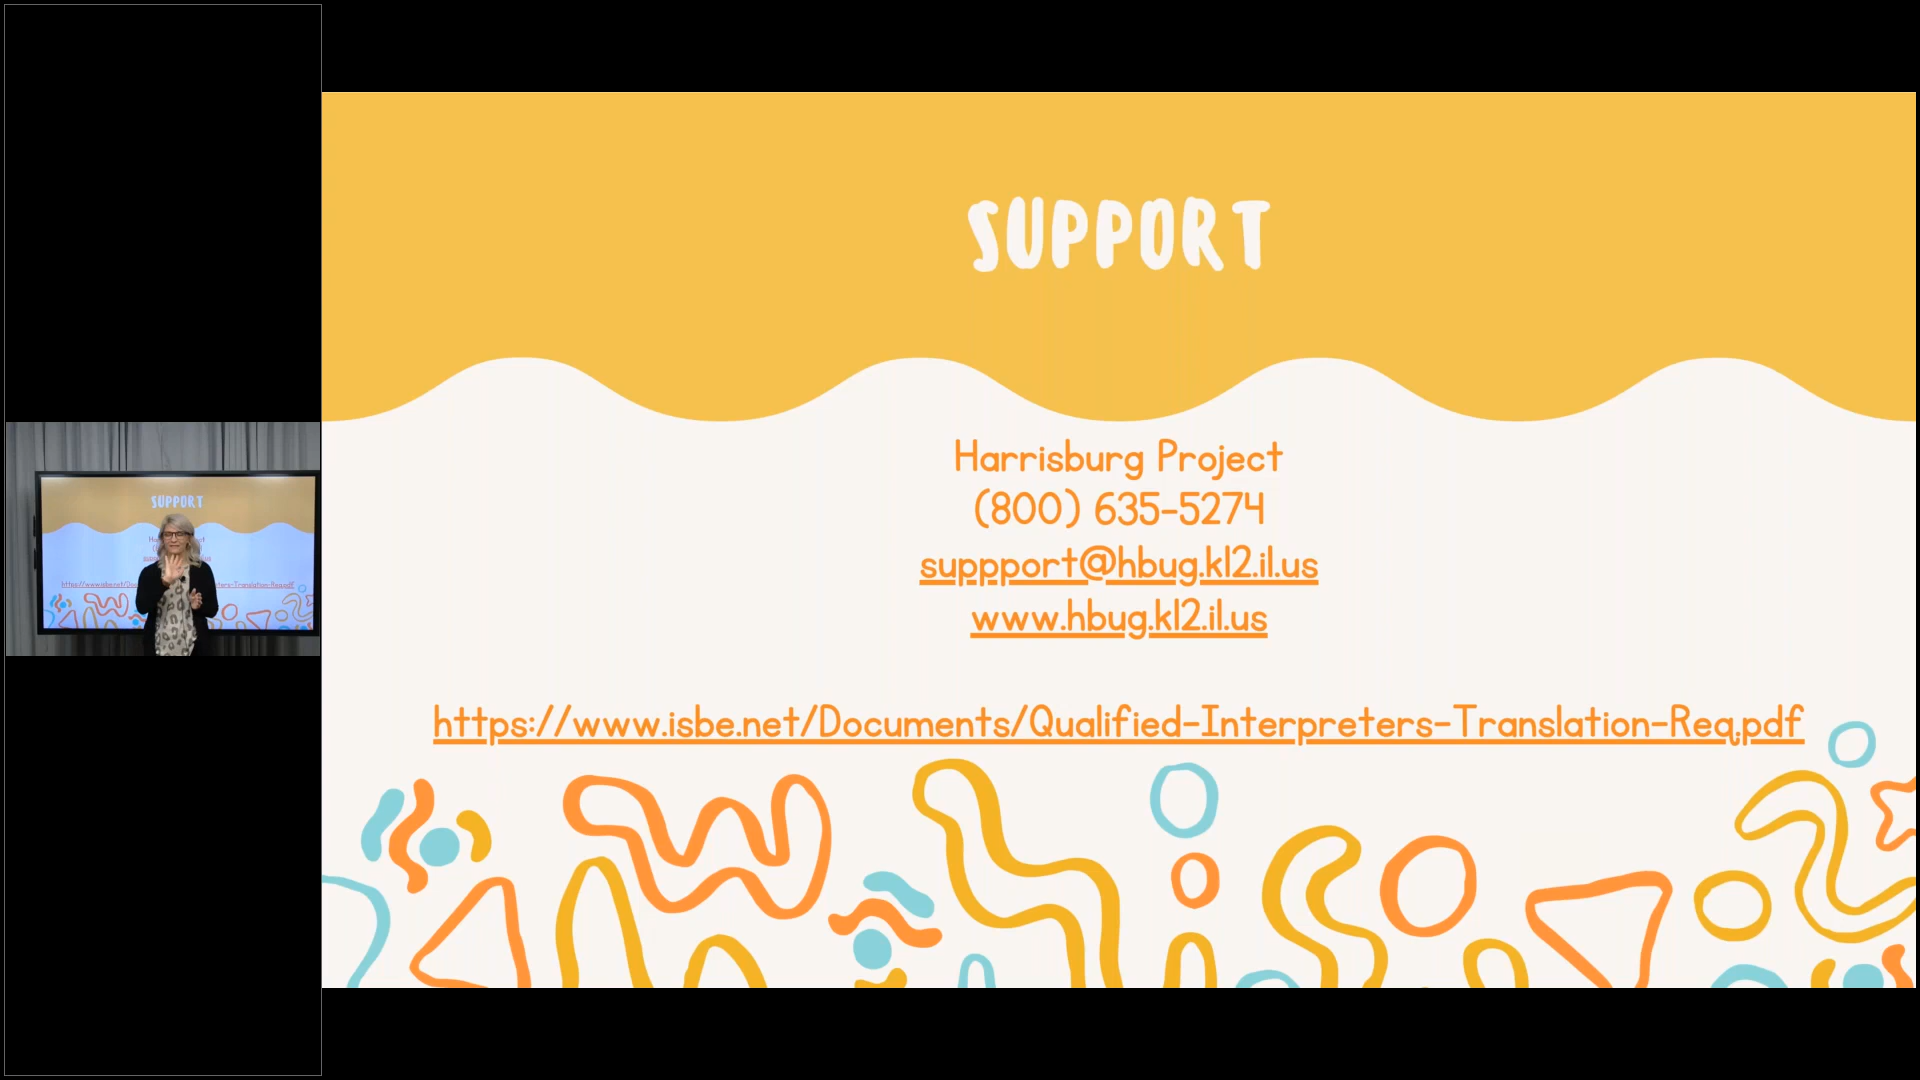 SUPPORT
Harrisburg Project
(800) 635-5274
suppport@hbug.k12.il.us
www.hbug.k12.il.us
https://www.isbe.net/Documents/Qualified-Interpreters-Translation-Req.pdf
SUPPORT